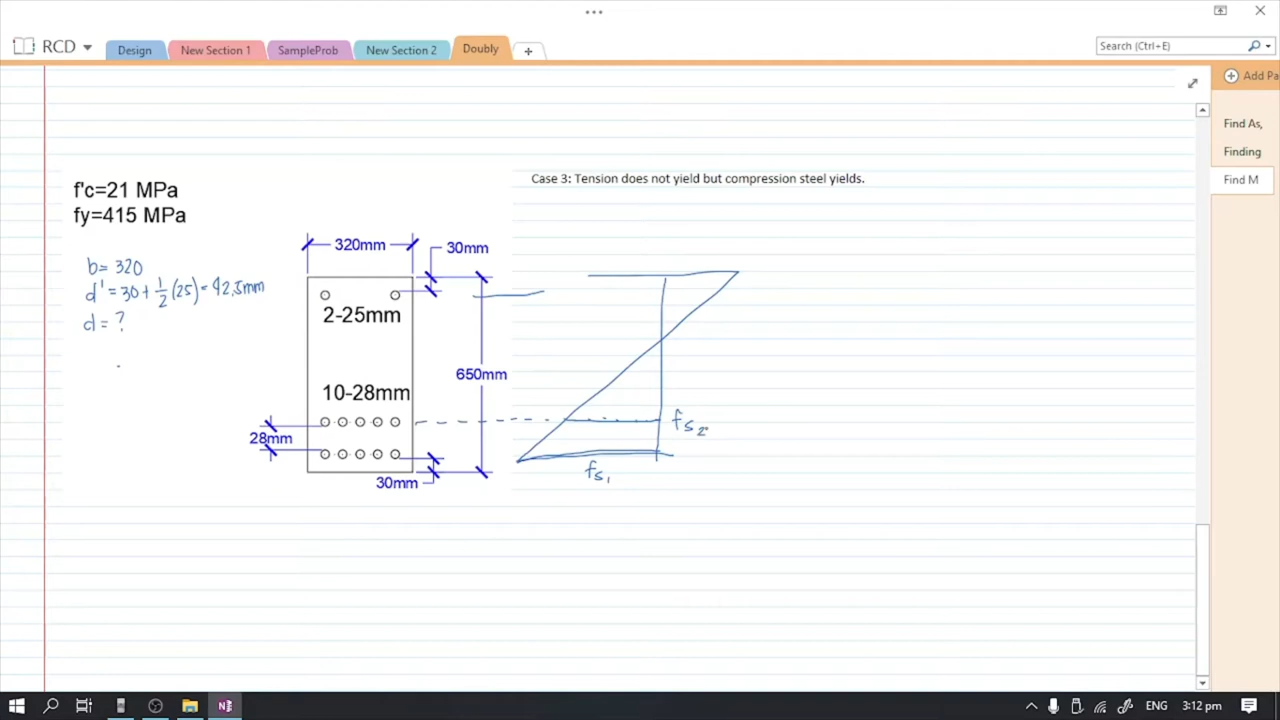 RCD
Design
New Section 1
SampleProb
New Section 2
Doubly
Search (Ctrl+E)
Add Pa
Find As,
Finding
Find M
Case 3: Tension does not yield but compression steel yields.
f'c=21 MPa
fy=415 MPa
b= 320
d' = 30 + 1/2 (25) = 42.5mm
d = ?
320mm
30mm
2-25mm
650mm
10-28mm
28mm
30mm
fs2
fs1
ENG
3:12 pm